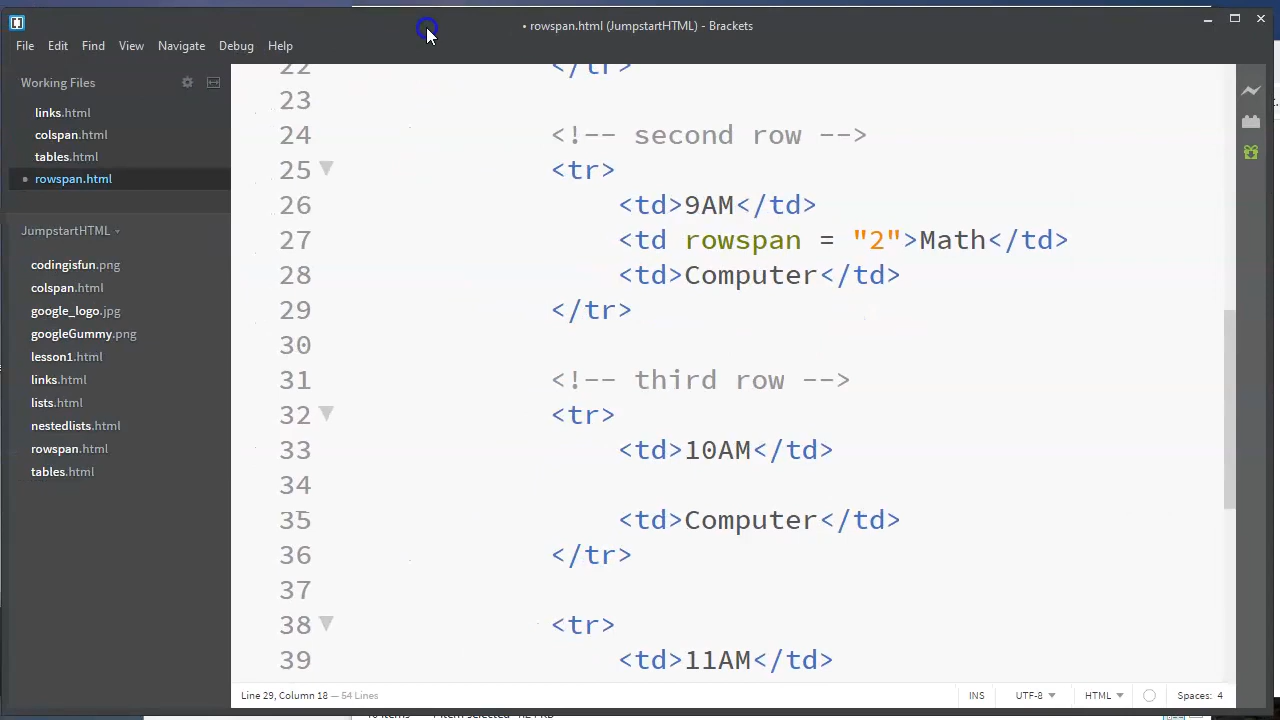 • rowspan.html (JumpstartHTML) - Brackets
File Edit Find View Navigate Debug Help
Working Files
links.html
colspan.html
tables.html
• rowspan.html
JumpstartHTML
codingisfun.png
colspan.html
google_logo.jpg
googleGummy.png
lesson1.html
links.html
lists.html
nestedlists.html
rowspan.html
tables.html
22 </tr>
23
24 <!-- second row -->
25 <tr>
26 <td>9AM</td>
27 <td rowspan = "2">Math</td>
28 <td>Computer</td>
29 </tr>
30
31 <!-- third row -->
32 <tr>
33 <td>10AM</td>
34
35 <td>Computer</td>
36 </tr>
37
38 <tr>
39 <td>11AM</td>
Line 29, Column 18 — 54 Lines
INS UTF-8 HTML Spaces: 4